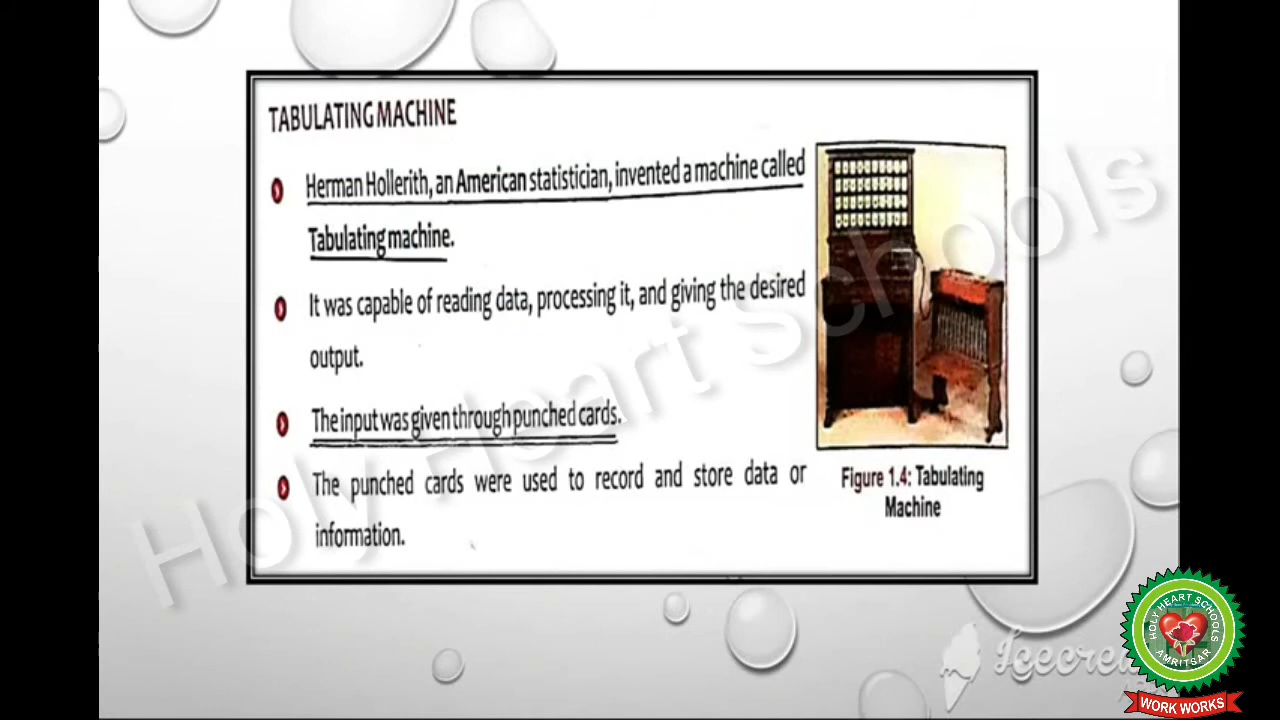 TABULATING MACHINE
Herman Hollerith, an American statistician, invented a machine called
Tabulating machine.
It was capable of reading data, processing it, and giving the desired
output.
The input was given through punched cards.
The punched cards were used to record and store data or
information.
Figure 1.4: Tabulating
Machine
Holy Heart Schools
HOLY HEART SCHOOLS
AMRITSAR
WORK WORKS